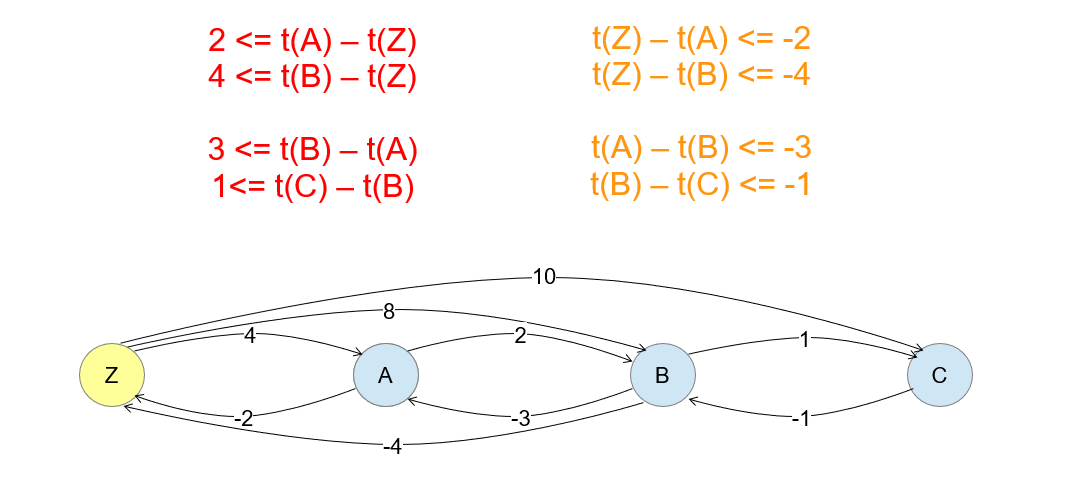 2 <= t(A) – t(Z)
4 <= t(B) – t(Z)
3 <= t(B) – t(A)
1<= t(C) – t(B)
t(Z) – t(A) <= -2
t(Z) – t(B) <= -4
t(A) – t(B) <= -3
t(B) – t(C) <= -1
10
8
4
2
1
Z
A
B
C
-2
-3
-1
-4